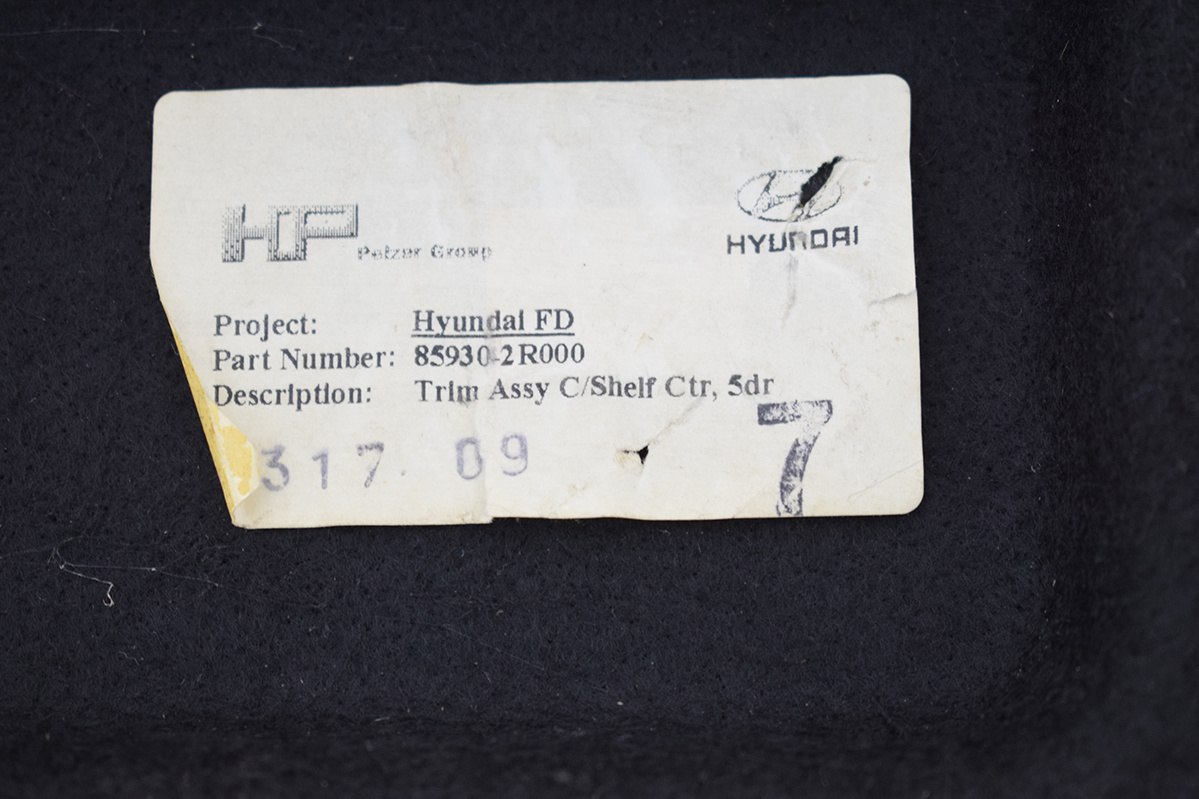 HP Pelzer Group
HYUNDAI
Project: Hyundai FD
Part Number: 85930-2R000
Description: Trim Assy C/Shelf Ctr, 5dr
317 09
7